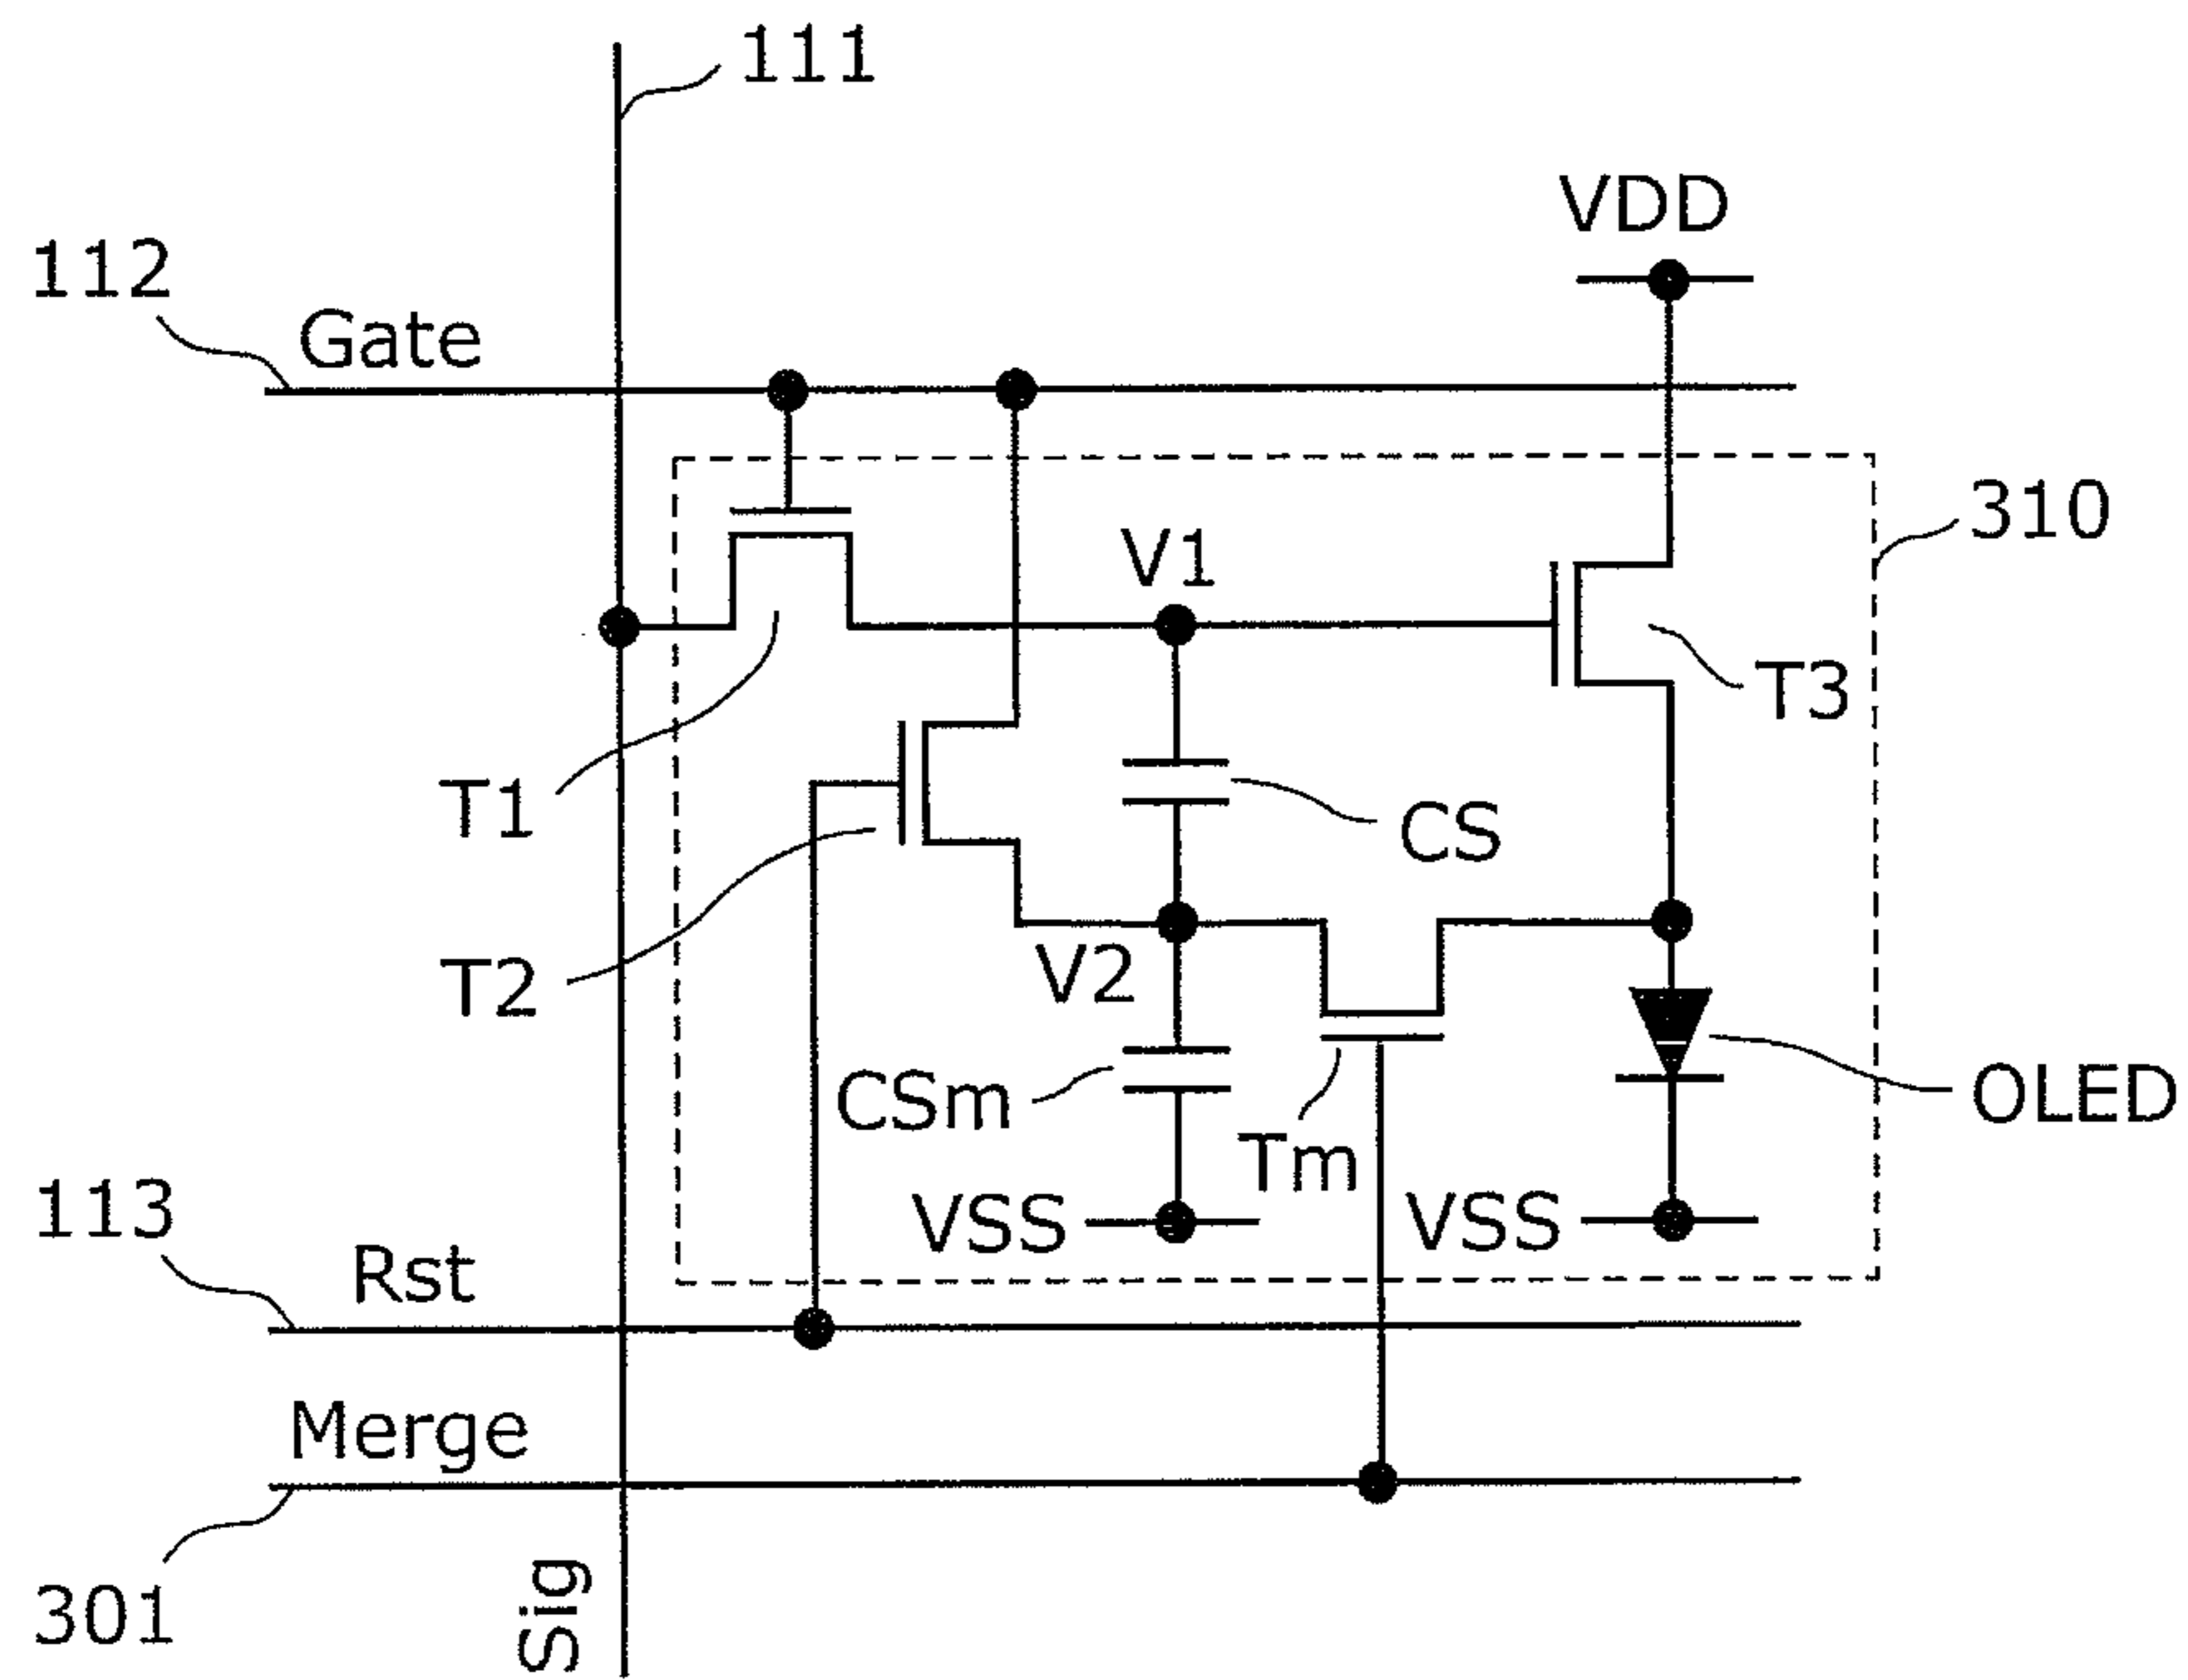 111
VDD
112
Gate
310
V1
T3
T1
CS
T2
V2
CSm
OLED
Tm
113
VSS
VSS
Rst
Merge
301
Sig